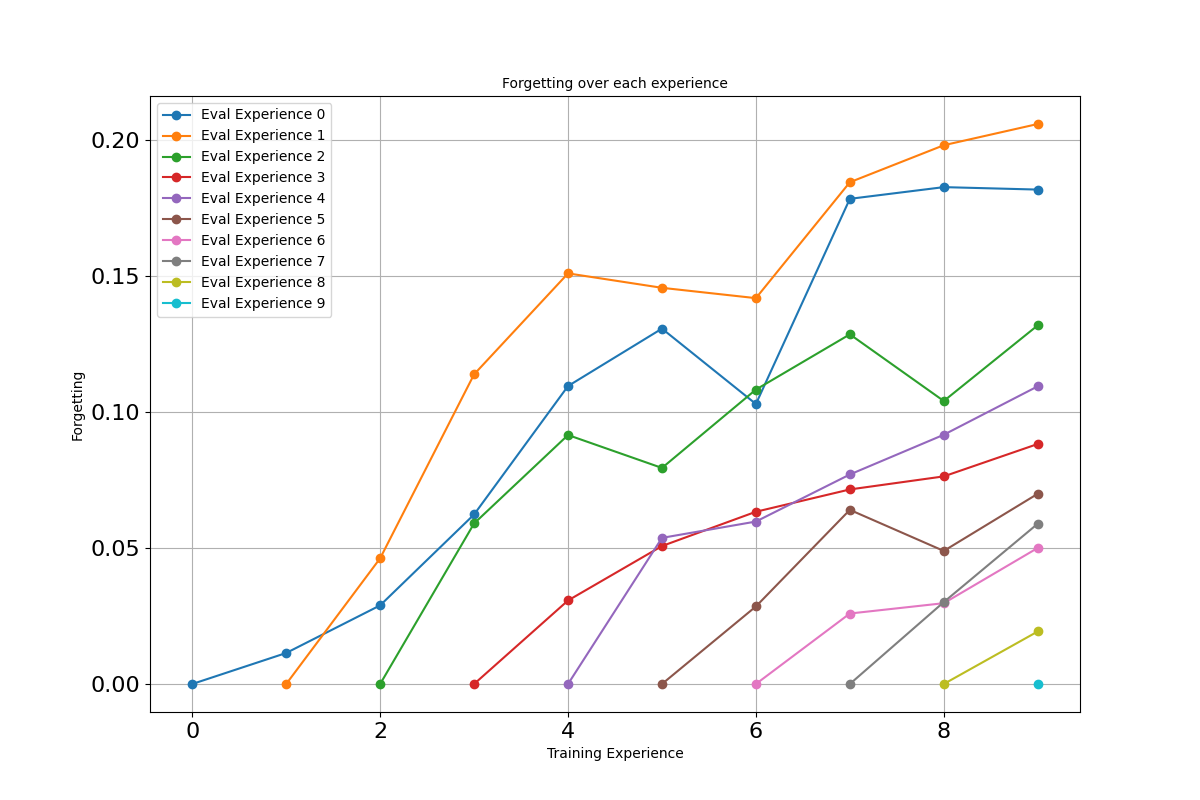 Forgetting over each experience
Eval Experience 0
Eval Experience 1
Eval Experience 2
Eval Experience 3
Eval Experience 4
Eval Experience 5
Eval Experience 6
Eval Experience 7
Eval Experience 8
Eval Experience 9
0.20
0.15
0.10
0.05
0.00
Forgetting
0 2 4 6 8
Training Experience